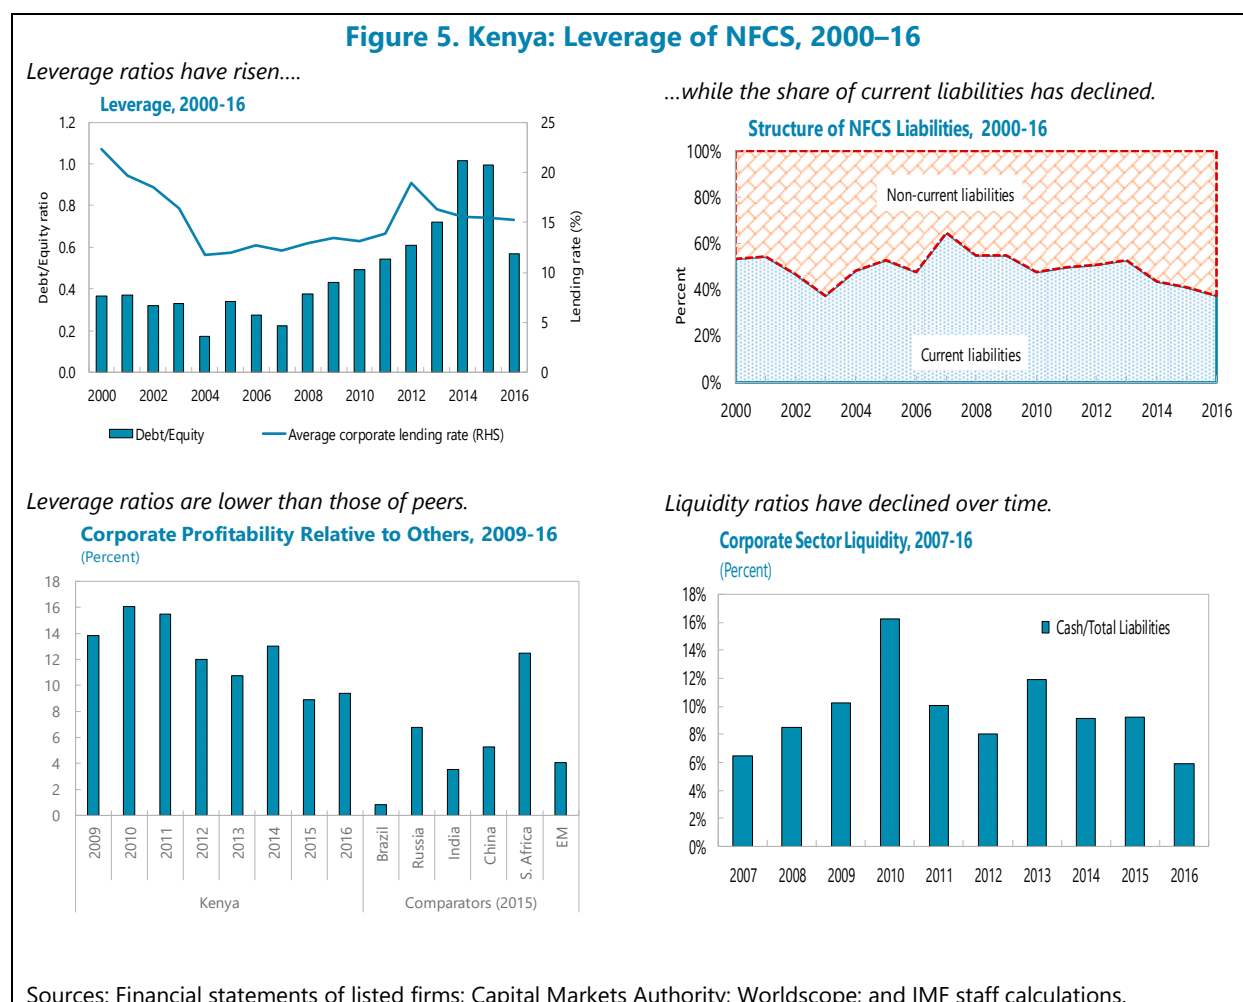 Figure 5. Kenya: Leverage of NFCS, 2000–16
Leverage ratios have risen....
Leverage, 2000-16
1.2
1.0
0.8
0.6
0.4
0.2
0.0
Debt/Equity ratio
25
20
15
10
5
0
Lending rate (%)
2000 2002 2004 2006 2008 2010 2012 2014 2016
Debt/Equity
Average corporate lending rate (RHS)
...while the share of current liabilities has declined.
Structure of NFCS Liabilities, 2000-16
100%
80%
60%
40%
20%
0%
Percent
Non-current liabilities
Current liabilities
2000 2002 2004 2006 2008 2010 2012 2014 2016
Leverage ratios are lower than those of peers.
Corporate Profitability Relative to Others, 2009-16
(Percent)
18
16
14
12
10
8
6
4
2
0
2009 2010 2011 2012 2013 2014 2015 2016 Brazil Russia India China S. Africa EM
Kenya Comparators (2015)
Liquidity ratios have declined over time.
Corporate Sector Liquidity, 2007-16
(Percent)
18%
16%
14%
12%
10%
8%
6%
4%
2%
0%
Cash/Total Liabilities
2007 2008 2009 2010 2011 2012 2013 2014 2015 2016
Sources: Financial statements of listed firms; Capital Markets Authority; Worldscope; and IMF staff calculations.